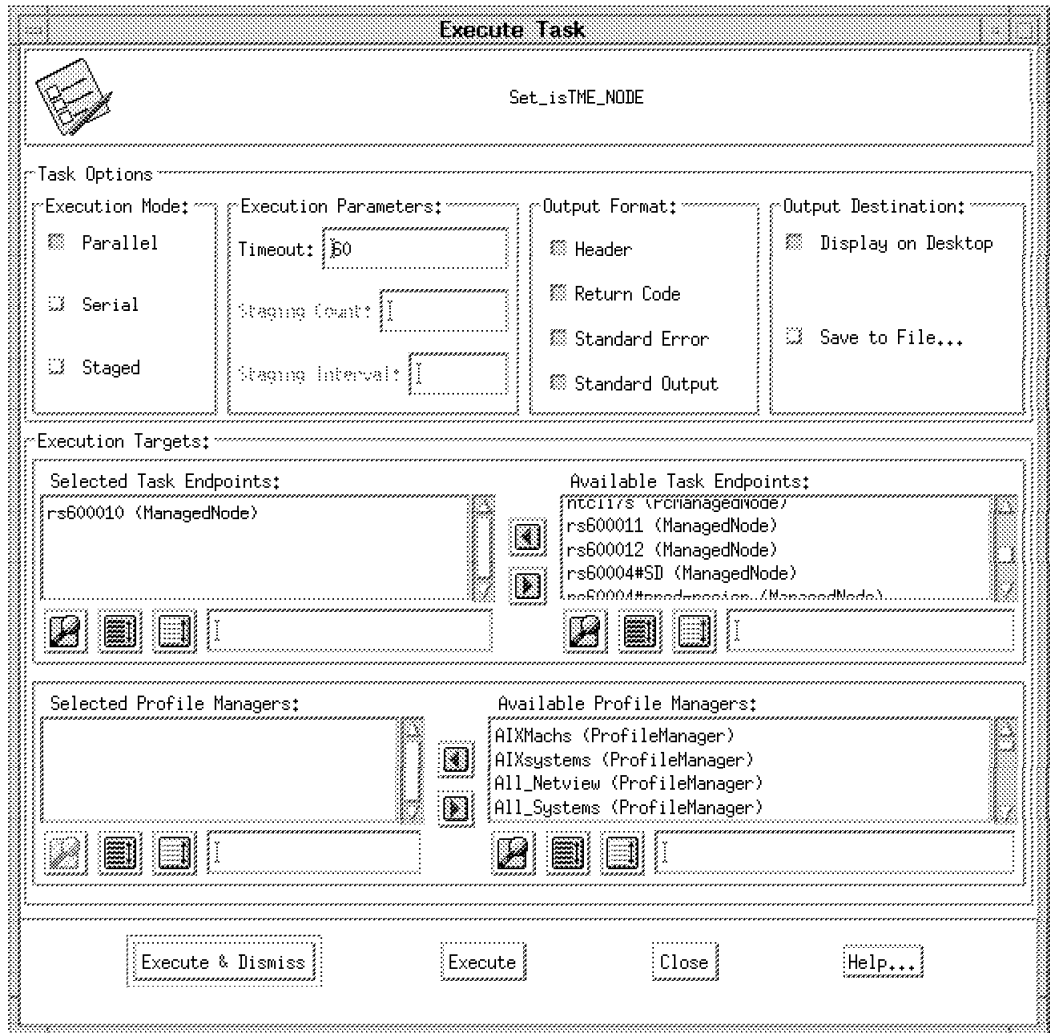 Execute Task
Set_isTME_NODE
Task Options
Execution Mode:
Parallel
Serial
Staged
Execution Parameters:
Timeout: 60
Staging Count:
Staging Interval:
Output Format:
Header
Return Code
Standard Error
Standard Output
Output Destination:
Display on Desktop
Save to File...
Execution Targets:
Selected Task Endpoints:
rs600010 (ManagedNode)
Available Task Endpoints:
(PcManagedNode)
rs600011 (ManagedNode)
rs600012 (ManagedNode)
rs60004#SD (ManagedNode)
(ManagedNode)
Selected Profile Managers:
Available Profile Managers:
AIXMachs (ProfileManager)
AIXsystems (ProfileManager)
All_Netview (ProfileManager)
All_Systems (ProfileManager)
Execute & Dismiss
Execute
Close
Help...